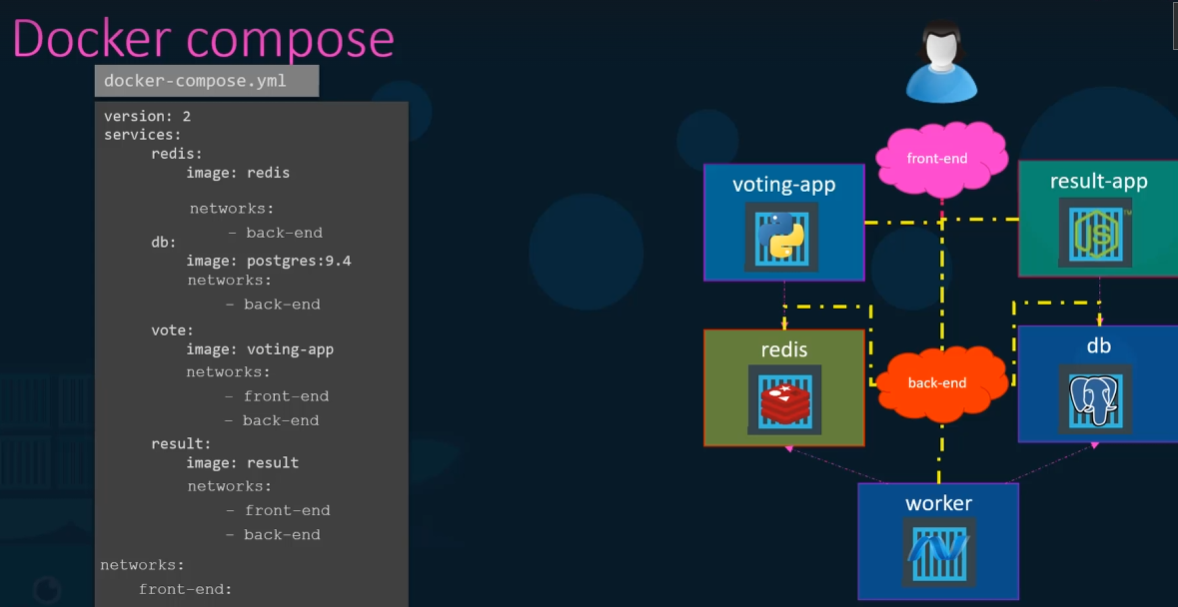 Docker compose
docker-compose.yml
version: 2
services:
redis:
image: redis
networks:
- back-end
db:
image: postgres:9.4
networks:
- back-end
vote:
image: voting-app
networks:
- front-end
- back-end
result:
image: result
networks:
- front-end
- back-end
networks:
front-end:
front-end
voting-app
result-app
JS
TM
redis
db
back-end
worker